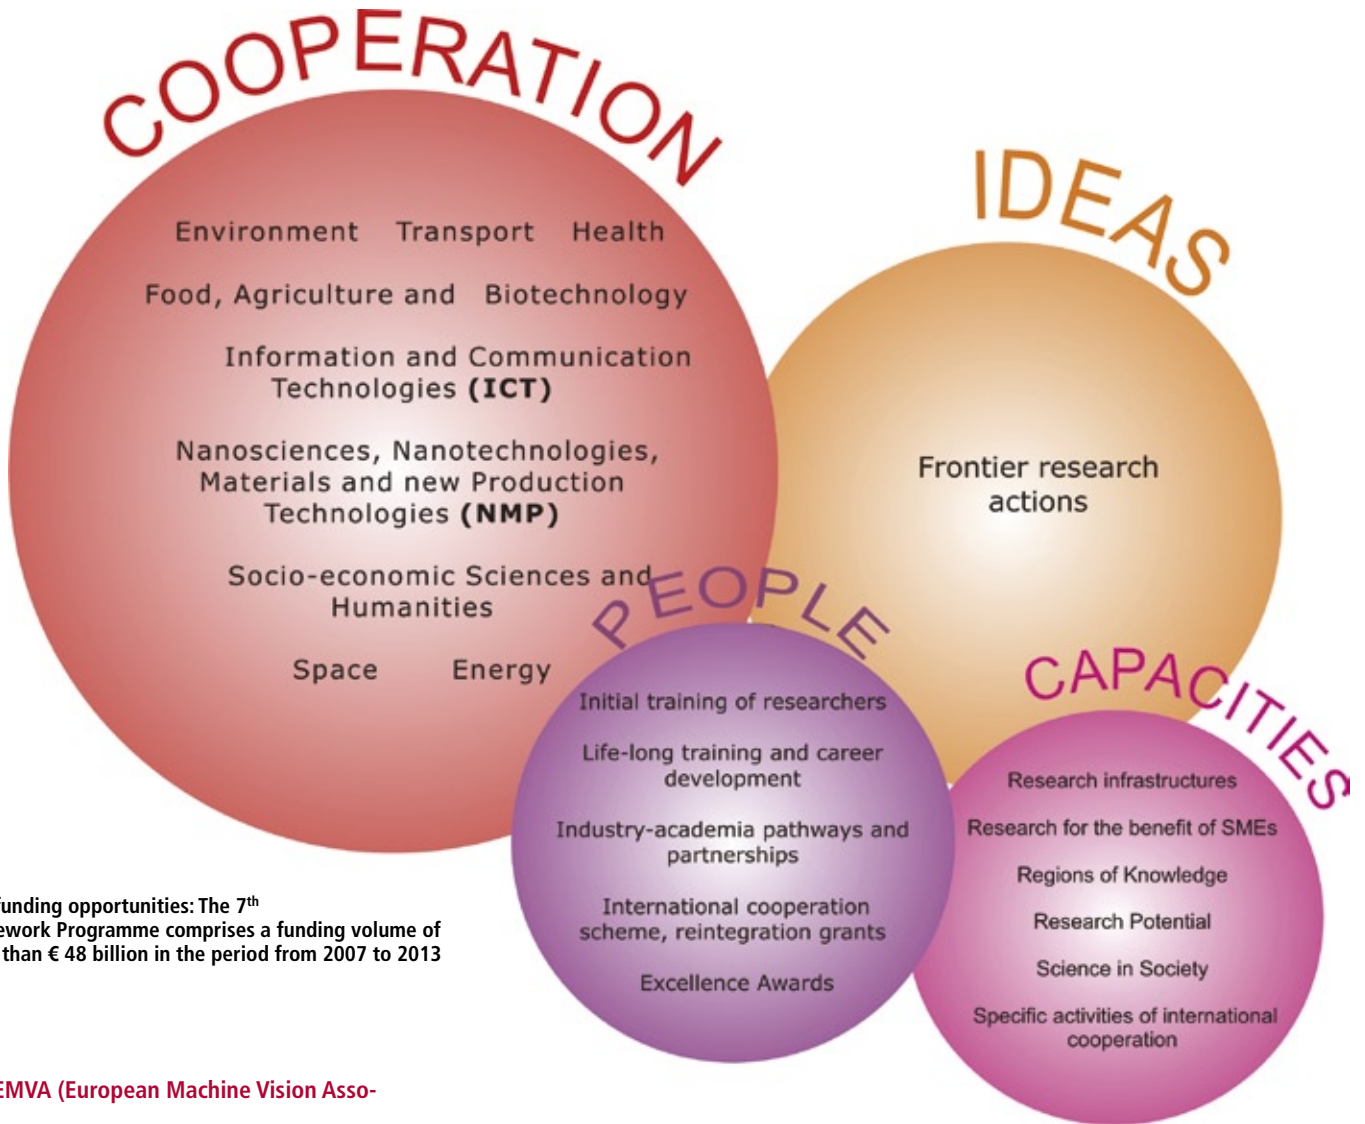 COOPERATION
Environment Transport Health
Food, Agriculture and Biotechnology
Information and Communication
Technologies (ICT)
Nanosciences, Nanotechnologies,
Materials and new Production
Technologies (NMP)
Socio-economic Sciences and
Humanities
Space Energy
IDEAS
Frontier research
actions
PEOPLE
Initial training of researchers
Life-long training and career
development
Industry-academia pathways and
partnerships
International cooperation
scheme, reintegration grants
Excellence Awards
CAPACITIES
Research infrastructures
Research for the benefit of SMEs
Regions of Knowledge
Research Potential
Science in Society
Specific activities of international
cooperation
funding opportunities: The 7th
ework Programme comprises a funding volume of
than € 48 billion in the period from 2007 to 2013
EMVA (European Machine Vision Asso-